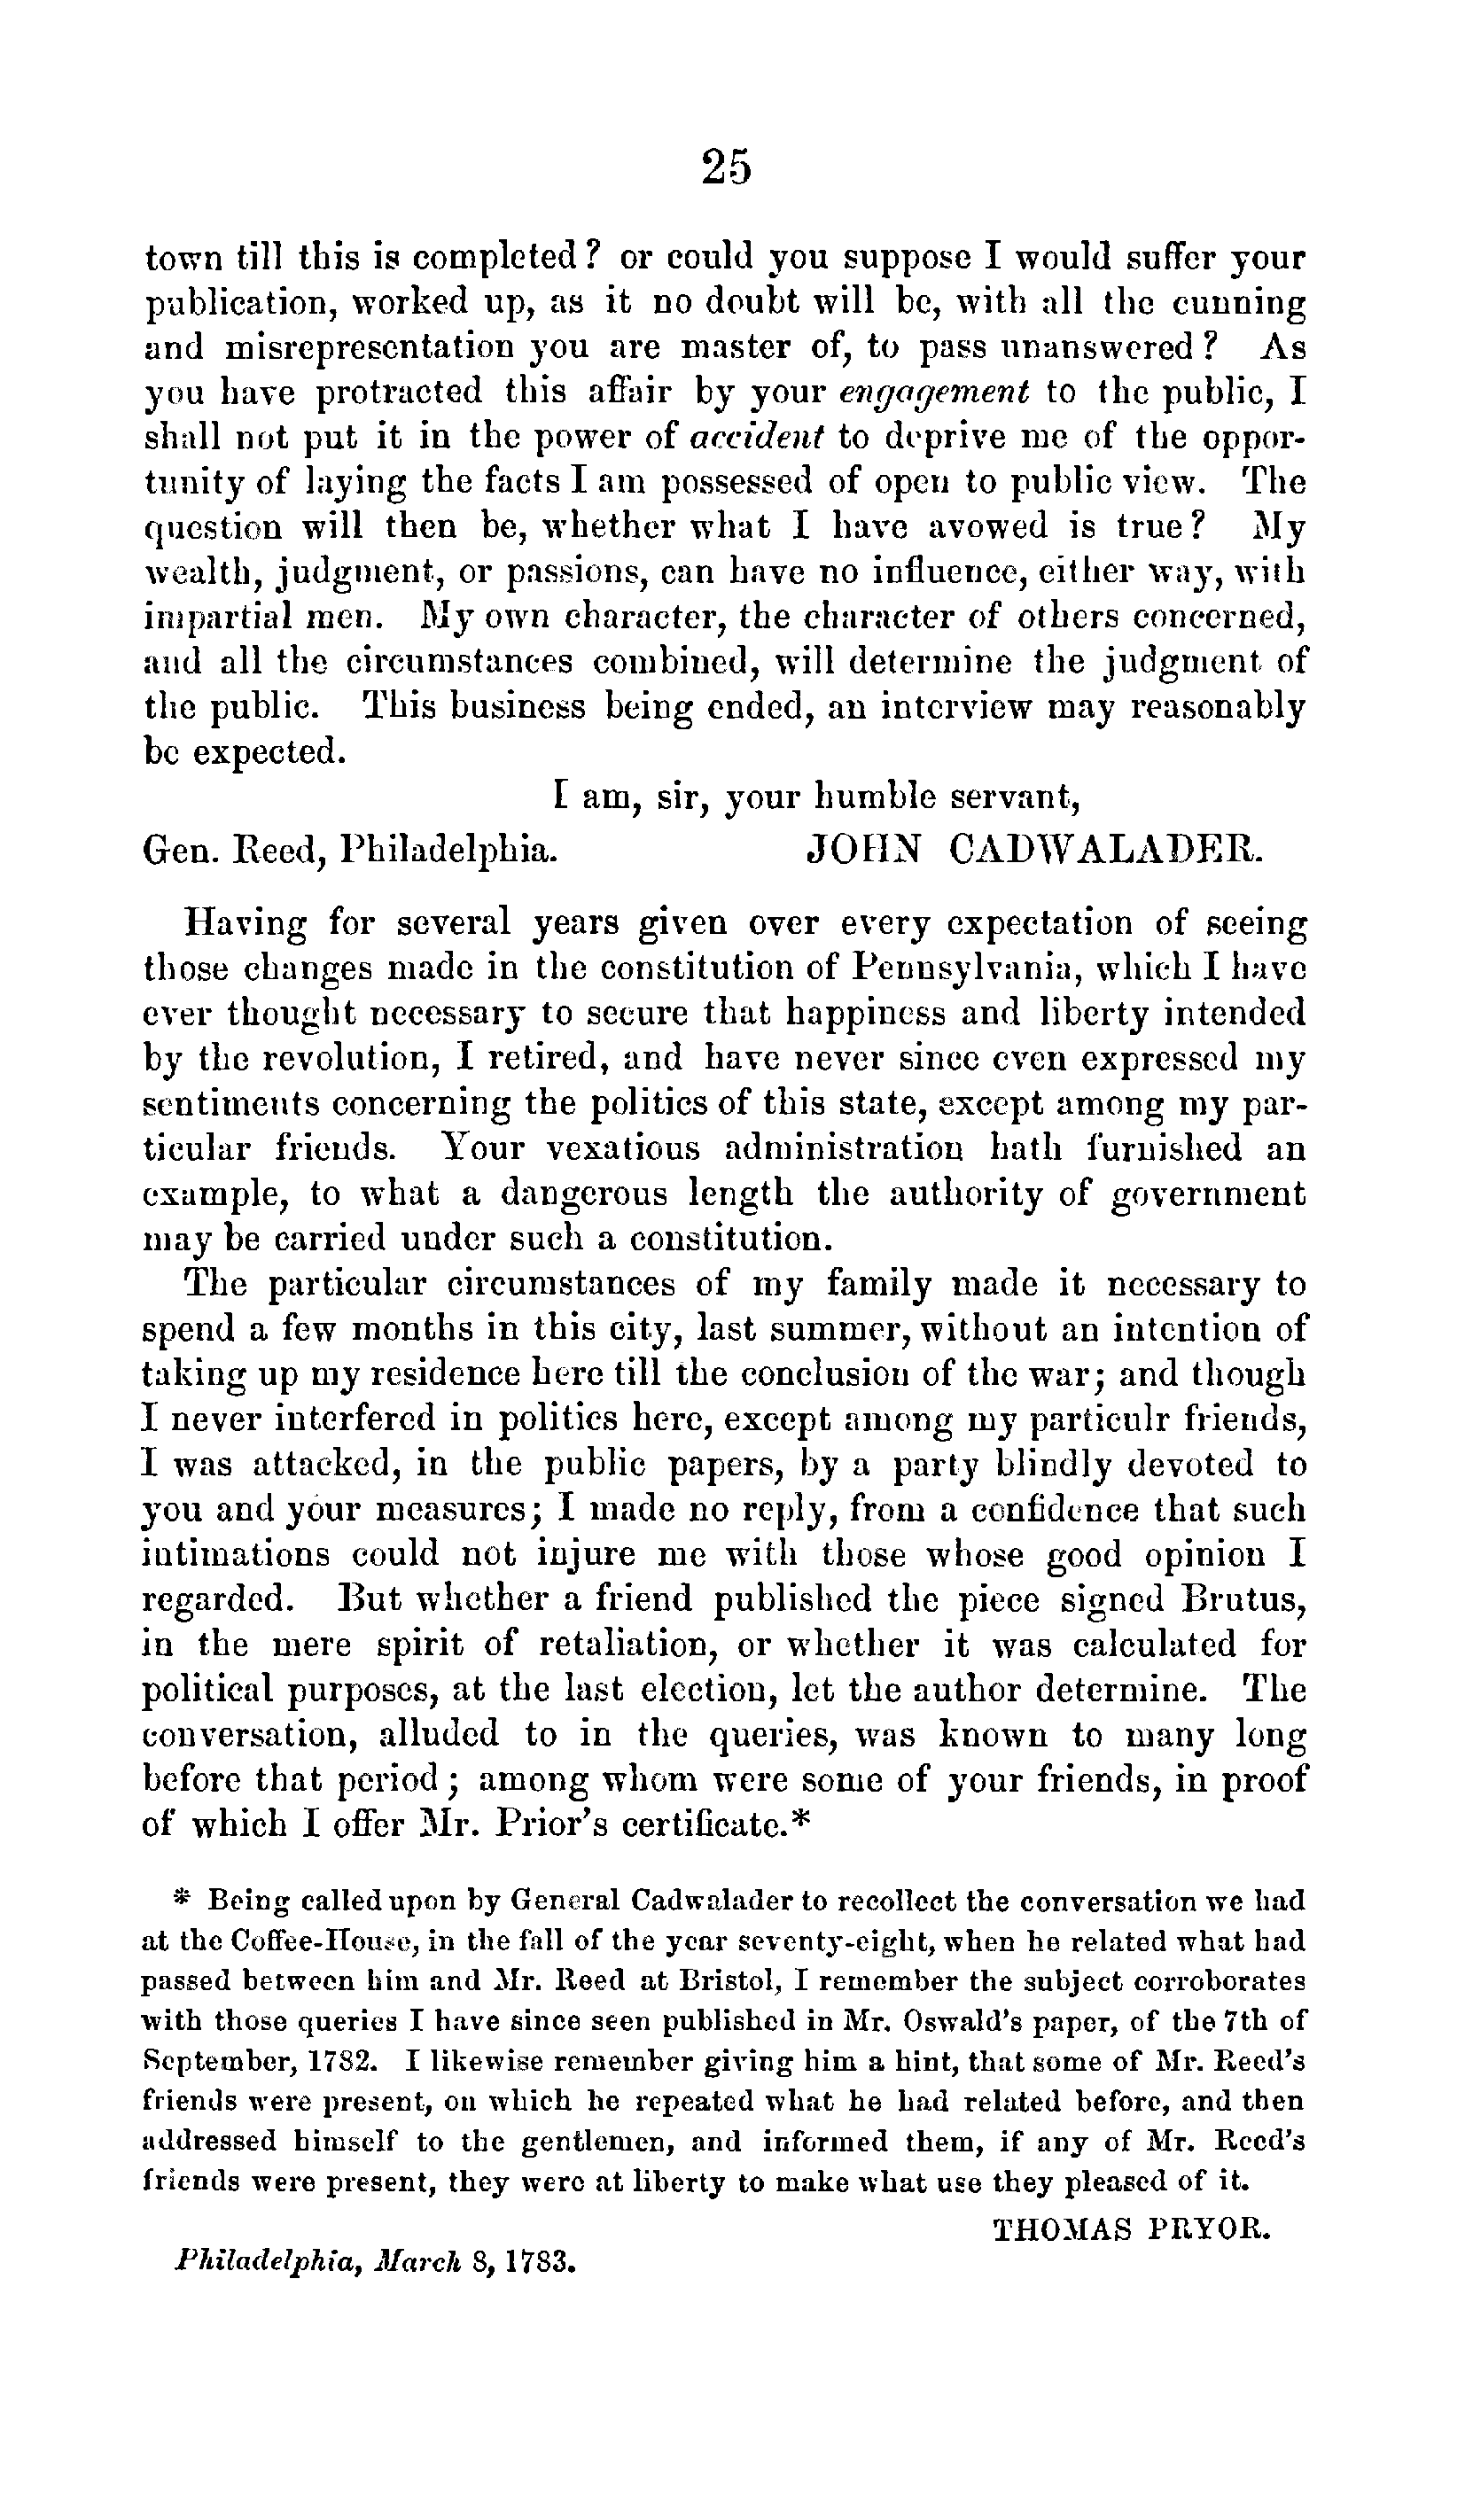 25
town till this is completed? or could you suppose I would suffer your
publication, worked up, as it no doubt will be, with all the cunning
and misrepresentation you are master of, to pass unanswered? As
you have protracted this affair by your engagement to the public, I
shall not put it in the power of accident to deprive me of the oppor-
tunity of laying the facts I am possessed of open to public view. The
question will then be, whether what I have avowed is true? My
wealth, judgment, or passions, can have no influence, either way, with
impartial men. My own character, the character of others concerned,
and all the circumstances combined, will determine the judgment of
the public. This business being ended, an interview may reasonably
be expected.
I am, sir, your humble servant,
Gen. Reed, Philadelphia. JOHN CADWALADER.
Having for several years given over every expectation of seeing
those changes made in the constitution of Pennsylvania, which I have
ever thought necessary to secure that happiness and liberty intended
by the revolution, I retired, and have never since even expressed my
sentiments concerning the politics of this state, except among my par-
ticular friends. Your vexatious administration hath furnished an
example, to what a dangerous length the authority of government
may be carried under such a constitution.
The particular circumstances of my family made it necessary to
spend a few months in this city, last summer, without an intention of
taking up my residence here till the conclusion of the war; and though
I never interfered in politics here, except among my particulr friends,
I was attacked, in the public papers, by a party blindly devoted to
you and your measures; I made no reply, from a confidence that such
intimations could not injure me with those whose good opinion I
regarded. But whether a friend published the piece signed Brutus,
in the mere spirit of retaliation, or whether it was calculated for
political purposes, at the last election, let the author determine. The
conversation, alluded to in the queries, was known to many long
before that period; among whom were some of your friends, in proof
of which I offer Mr. Prior's certificate.*
* Being called upon by General Cadwalader to recollect the conversation we had
at the Coffee-House, in the fall of the year seventy-eight, when he related what had
passed between him and Mr. Reed at Bristol, I remember the subject corroborates
with those queries I have since seen published in Mr. Oswald's paper, of the 7th of
September, 1782. I likewise remember giving him a hint, that some of Mr. Reed's
friends were present, on which he repeated what he had related before, and then
addressed himself to the gentlemen, and informed them, if any of Mr. Reed's
friends were present, they were at liberty to make what use they pleased of it.
THOMAS PRYOR.
Philadelphia, March 8, 1783.